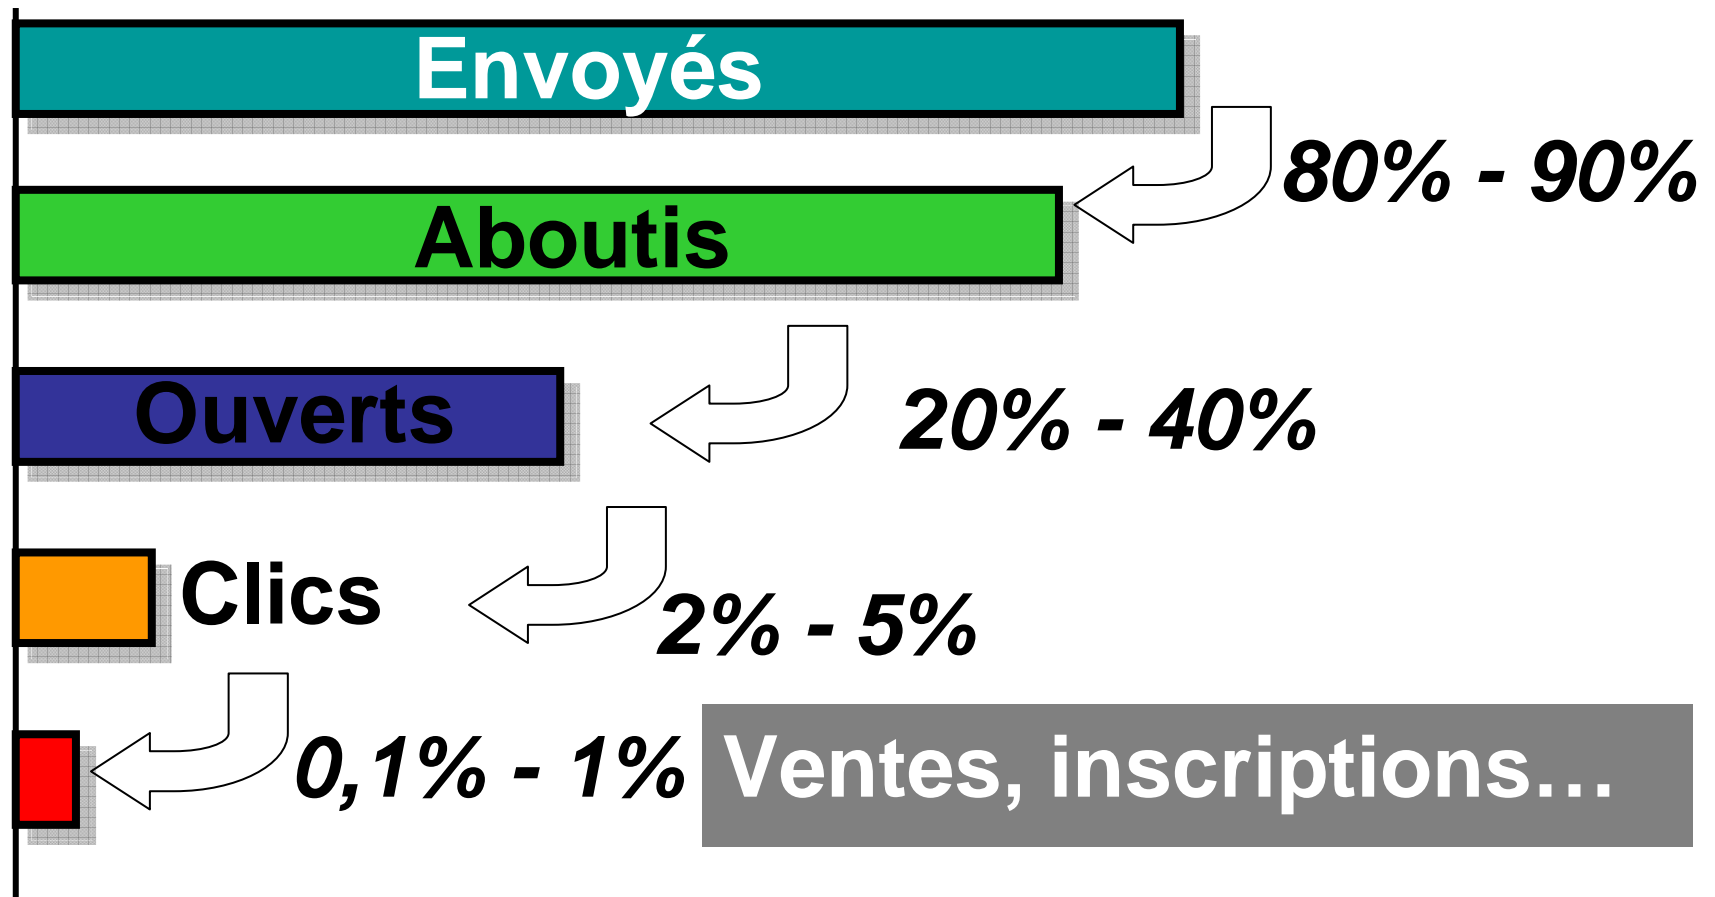 Envoyés
80% - 90%
Aboutis
Ouverts
20% - 40%
Clics
2% - 5%
0,1% - 1%
Ventes, inscriptions…